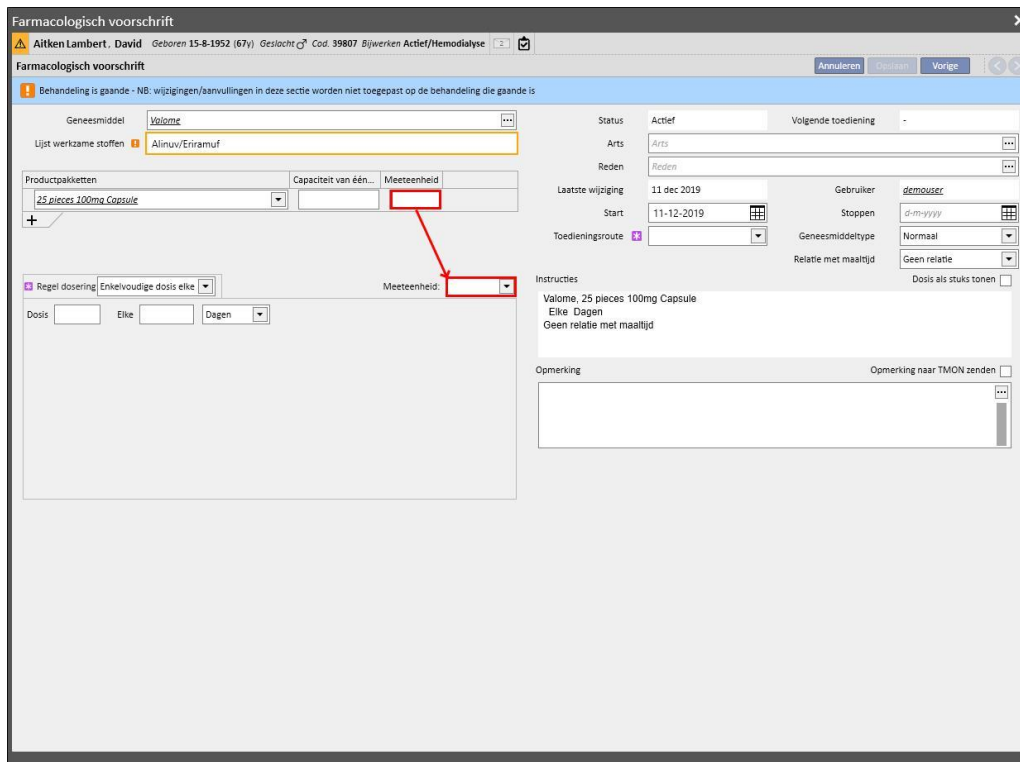 Farmacologisch voorschrift
Aitken Lambert, David Geboren 15-8-1952 (67y) Geslacht Cod. 39807 Bijwerken Actief/Hemodialyse 2
Farmacologisch voorschrift Annuleren Opslaan Vorige
Behandeling is gaande - NB: wijzigingen/aanvullingen in deze sectie worden niet toegepast op de behandeling die gaande is
Geneesmiddel Valome ... Status Actief Volgende toediening -
Lijst werkzame stoffen Alinuv/Eriramuf Arts Arts ...
Reden Reden ...
Productpakketten Capaciteit van één... Meeteenheid
25 pieces 100mg Capsule Laatste wijziging 11 dec 2019 Gebruiker demouser
+ Start 11-12-2019 Stoppen d-m-yyyy
Toedieningsroute Geneesmiddeltype Normaal
Relatie met maaltijd Geen relatie
Regel dosering Enkelvoudige dosis elke Meeteenheid: Instructies Dosis als stuks tonen
Dosis Elke Dagen
Valome, 25 pieces 100mg Capsule
Elke Dagen
Geen relatie met maaltijd
Opmerking Opmerking naar TMON zenden
...